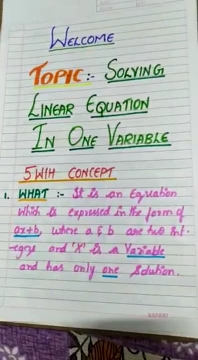 WELCOME
TOPIC:- SOLVING
LINEAR EQUATION
IN ONE VARIABLE
5W1H CONCEPT
1. WHAT :- It is an Equation
which is expressed in the form of
ax+b, where a & b are two int
-egers and 'X' is a Variable
and has only one Solution.